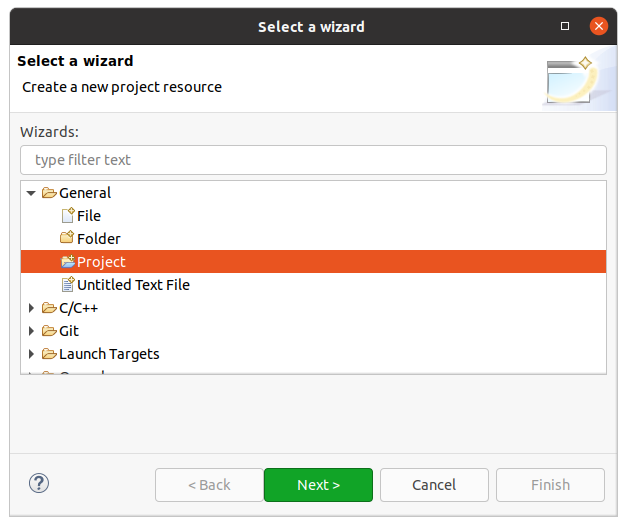 Select a wizard
Select a wizard
Create a new project resource
Wizards:
type filter text
General
File
Folder
Project
Untitled Text File
C/C++
Git
Launch Targets
< Back
Next >
Cancel
Finish